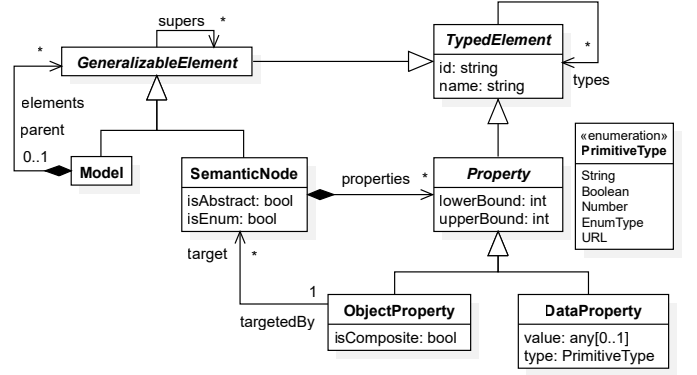 supers
*
*
GeneralizableElement
TypedElement
id: string
name: string
*
types
elements
parent
0..1
Model
SemanticNode
isAbstract: bool
isEnum: bool
properties
*
Property
lowerBound: int
upperBound: int
«enumeration»
PrimitiveType
String
Boolean
Number
EnumType
URL
target
*
1
targetedBy
ObjectProperty
isComposite: bool
DataProperty
value: any[0..1]
type: PrimitiveType